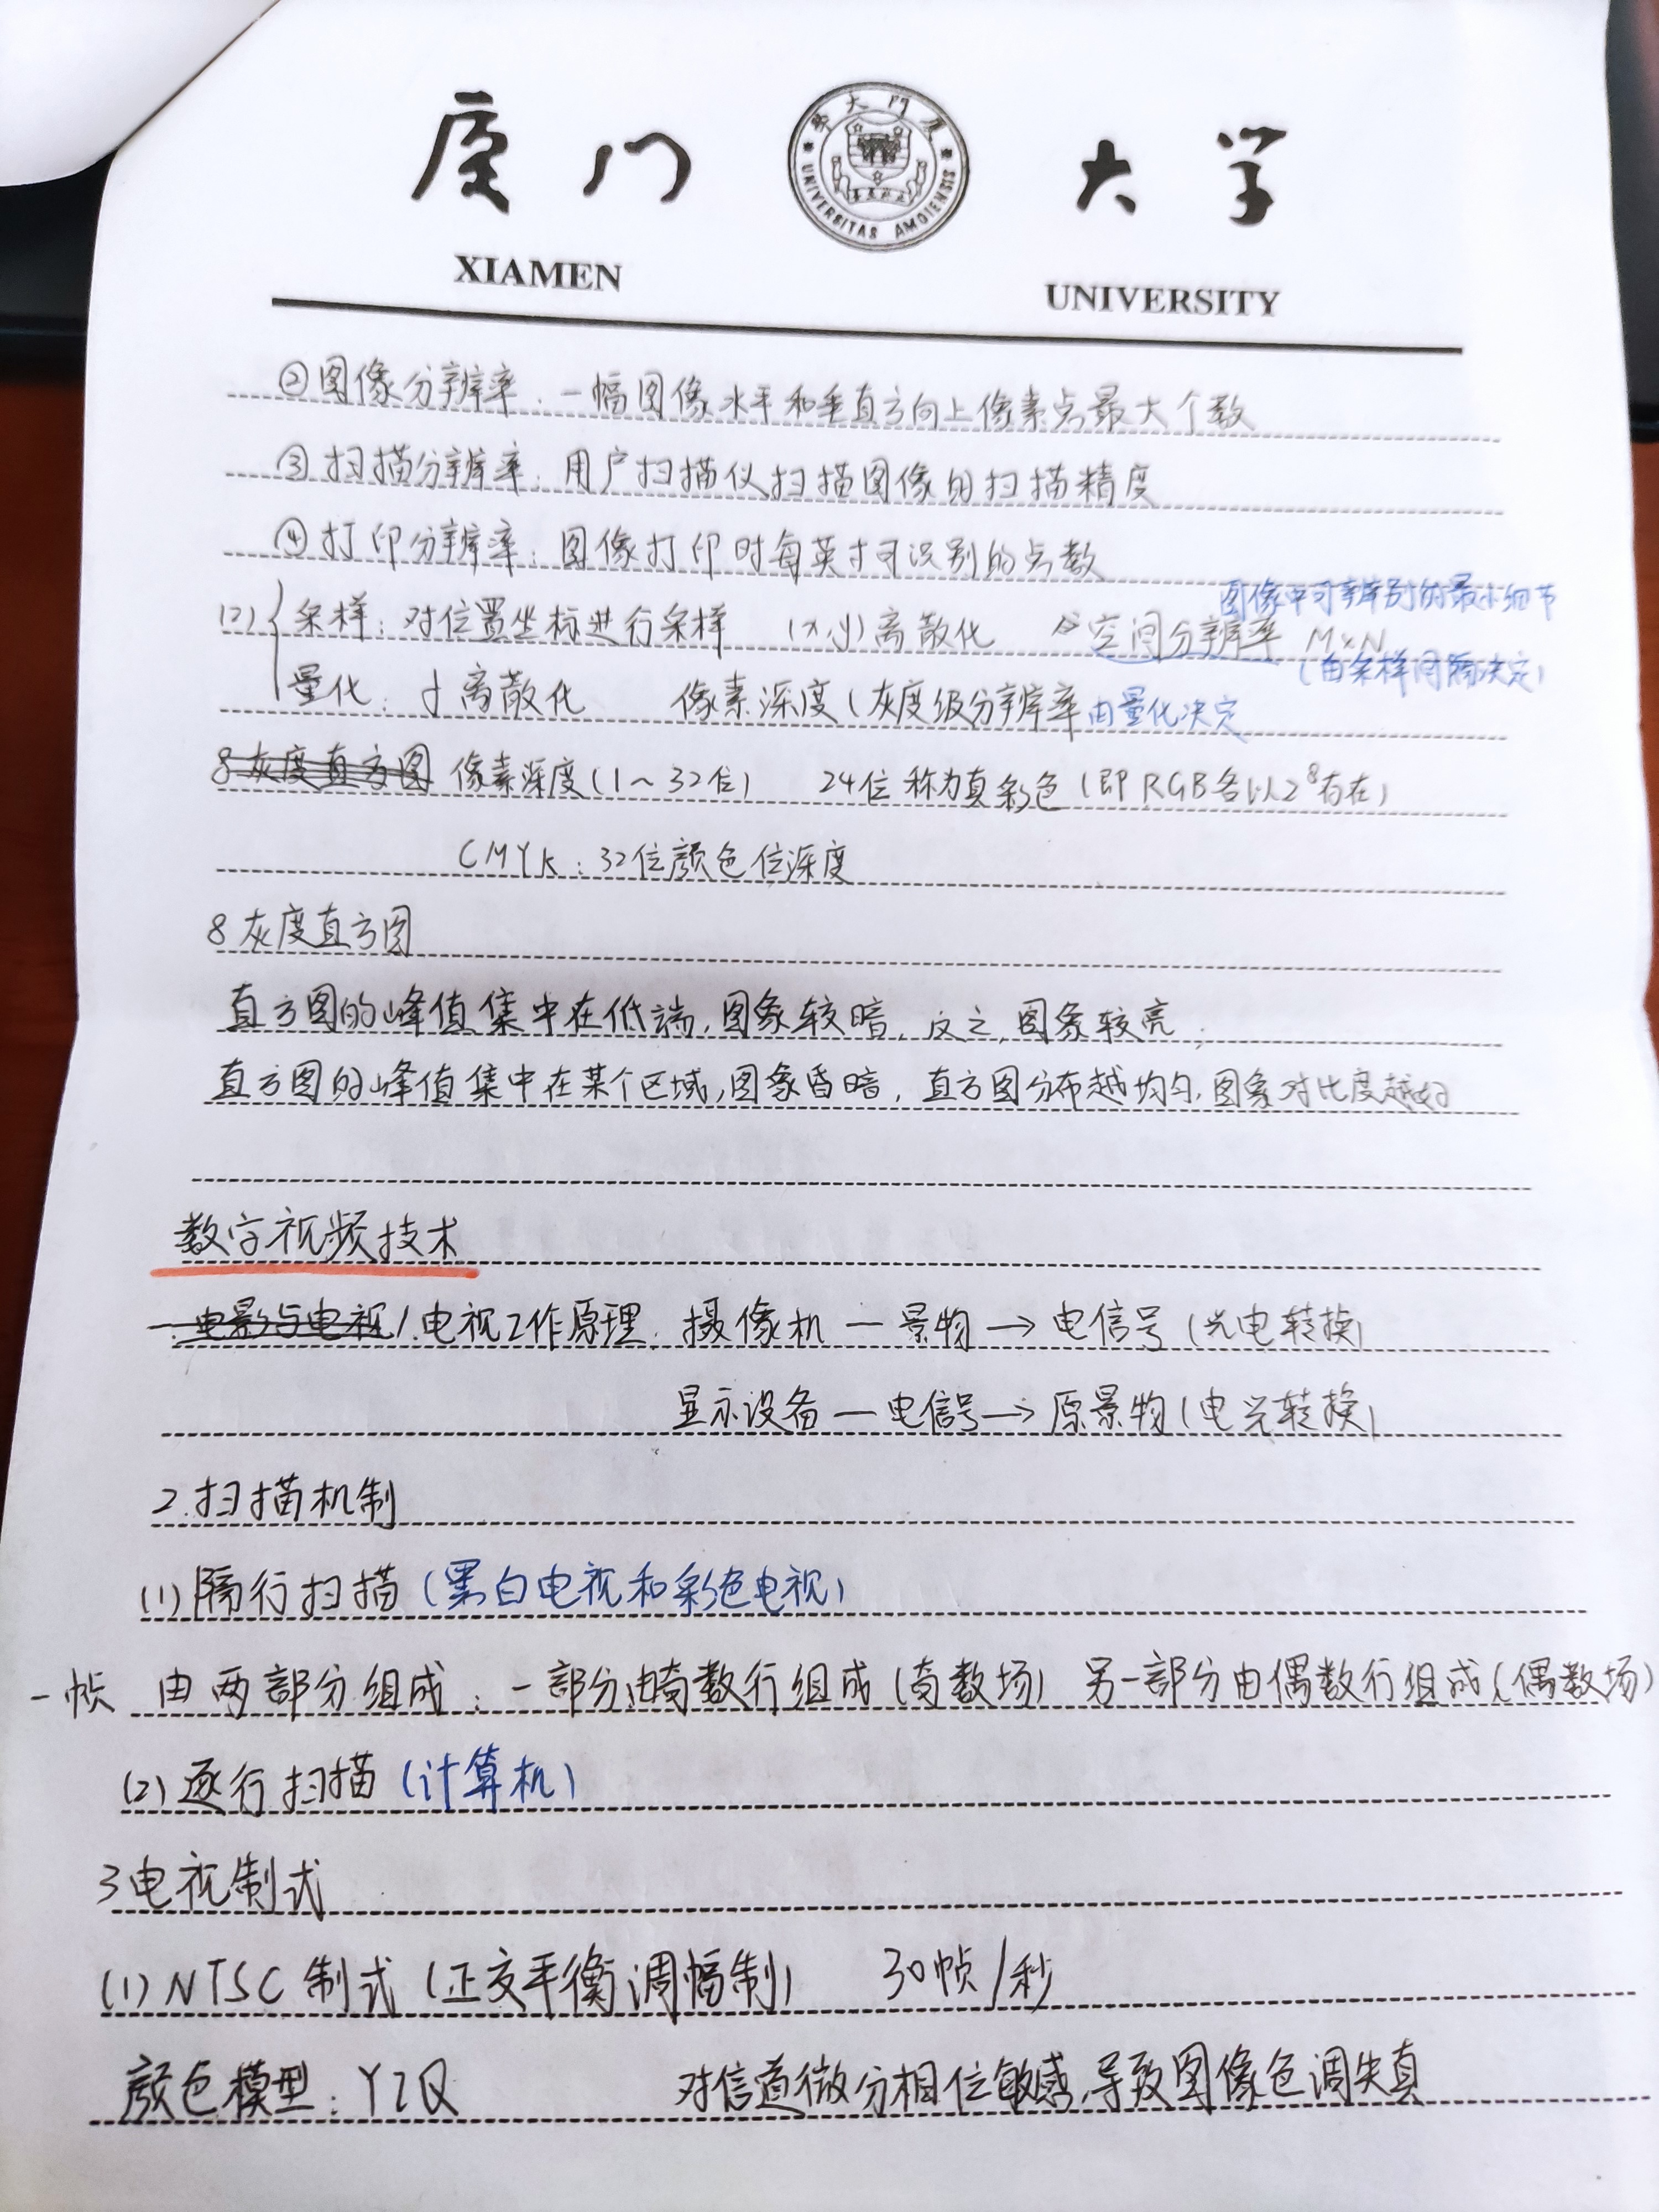 厦门大学
XIAMEN UNIVERSITY
UNIVERSITAS AMOIENSIS
②图像分辨率:一幅图像水平和垂直方向上像素点最大个数
③扫描分辨率:用户扫描仪扫描图像的扫描精度
④打印分辨率:图像打印时每英寸可识别的点数
图像中可辨别的最小细节
(2){采样:对位置坐标进行采样 (x,y)离散化 空间分辨率 M×N
(由采样间隔决定)
量化:f离散化 像素深度(灰度级分辨率 由量化决定
8灰度直方图 像素深度(1~32位) 24位称为真彩色(即RGB各以2⁸存在)
CMYK:32位颜色位深度
8灰度直方图
直方图的峰值集中在低端,图象较暗,反之,图象较亮;
直方图的峰值集中在某个区域,图象昏暗,直方图分布越均匀,图象对比度越好
数字视频技术
一.电影与电视 1.电视工作原理:摄像机—景物→电信号(光电转换)
显示设备—电信号→原景物(电光转换)
2.扫描机制
(1)隔行扫描(黑白电视和彩色电视)
一帧 由两部分组成:一部分由奇数行组成(奇数场) 另一部分由偶数行组成(偶数场)
(2)逐行扫描(计算机)
3电视制式
(1)NTSC制式(正交平衡调幅制) 30帧/秒
颜色模型:YIQ 对信道微分相位敏感,导致图像色调失真